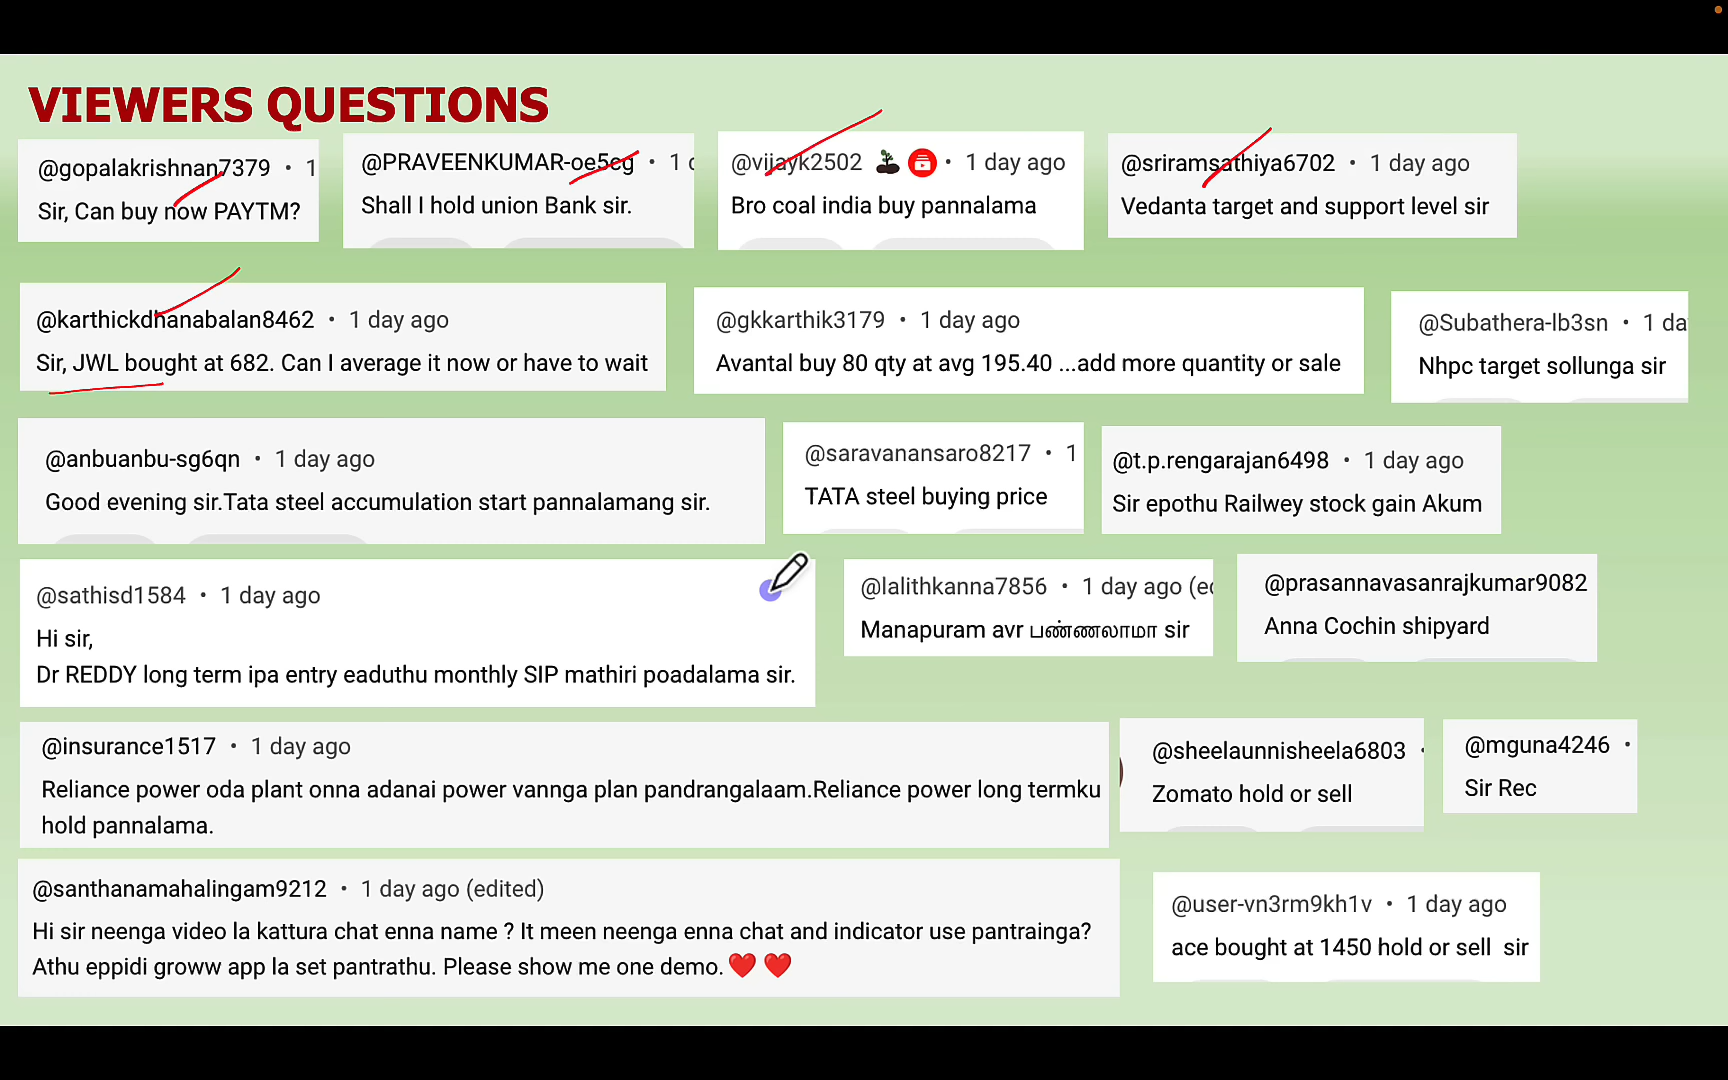 VIEWERS QUESTIONS
@gopalakrishnan7379 • 1
Sir, Can buy now PAYTM?
@PRAVEENKUMAR-oe5cg • 1 d
Shall I hold union Bank sir.
@vijayk2502 • 1 day ago
Bro coal india buy pannalama
@sriramsathiya6702 • 1 day ago
Vedanta target and support level sir
@karthickdhanabalan8462 • 1 day ago
Sir, JWL bought at 682. Can I average it now or have to wait
@gkkarthik3179 • 1 day ago
Avantal buy 80 qty at avg 195.40 ...add more quantity or sale
@Subathera-lb3sn • 1 da
Nhpc target sollunga sir
@anbuanbu-sg6qn • 1 day ago
Good evening sir.Tata steel accumulation start pannalamang sir.
@saravanansaro8217 • 1
TATA steel buying price
@t.p.rengarajan6498 • 1 day ago
Sir epothu Railwey stock gain Akum
@sathisd1584 • 1 day ago
Hi sir,
Dr REDDY long term ipa entry eaduthu monthly SIP mathiri poadalama sir.
@lalithkanna7856 • 1 day ago (ed
Manapuram avr பண்ணலாமா sir
@prasannavasanrajkumar9082
Anna Cochin shipyard
@insurance1517 • 1 day ago
Reliance power oda plant onna adanai power vannga plan pandrangalaam.Reliance power long termku
hold pannalama.
@sheelaunnisheela6803
Zomato hold or sell
@mguna4246 •
Sir Rec
@santhanamahalingam9212 • 1 day ago (edited)
Hi sir neenga video la kattura chat enna name ? It meen neenga enna chat and indicator use pantrainga?
Athu eppidi groww app la set pantrathu. Please show me one demo.❤️ ❤️
@user-vn3rm9kh1v • 1 day ago
ace bought at 1450 hold or sell sir